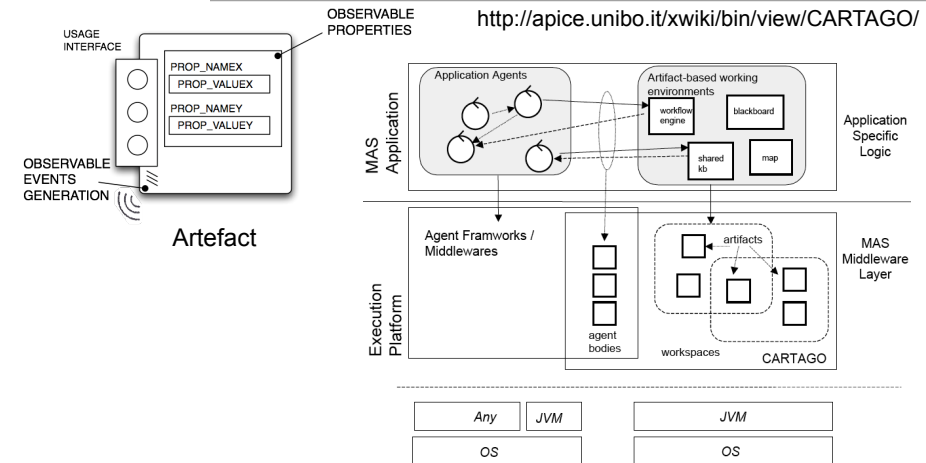 http://apice.unibo.it/xwiki/bin/view/CARTAGO/
OBSERVABLE
PROPERTIES
USAGE
INTERFACE
PROP_NAMEX
PROP_VALUEX
PROP_NAMEY
PROP_VALUEY
OBSERVABLE
EVENTS
GENERATION
Artefact
MAS
Application
Application Agents
Artifact-based working
environments
workflow
engine
blackboard
shared
kb
map
Application
Specific
Logic
Execution
Platform
Agent Framworks /
Middlewares
agent
bodies
artifacts
workspaces
CARTAGO
MAS
Middleware
Layer
Any
JVM
JVM
OS
OS